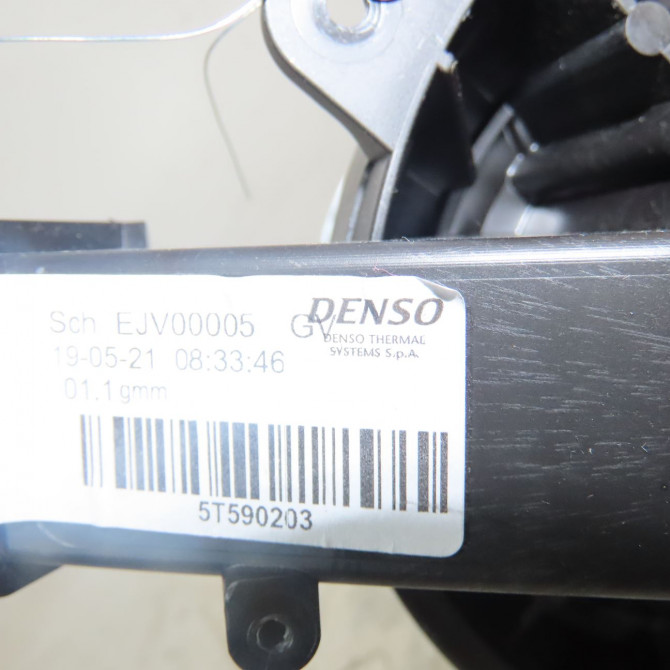 Sch EJV00005 GV
DENSO
DENSO THERMAL
SYSTEMS S.p.A.
19-05-21 08:33:46
01.1 gmm
5T590203